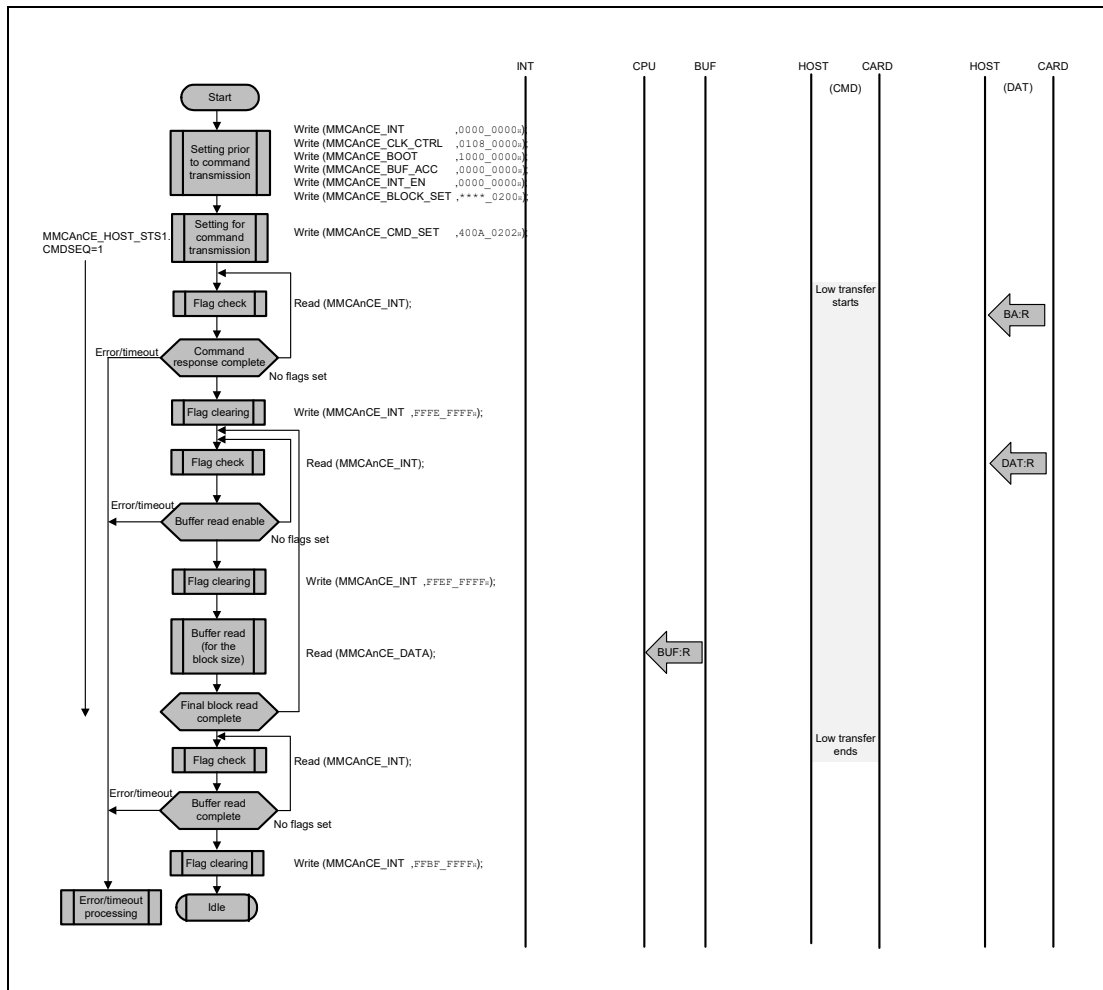 INT CPU BUF HOST CARD HOST CARD
(CMD) (DAT)
Start
Setting prior
to command
transmission
Write (MMCAnCE_INT ,0000_0000H);
Write (MMCAnCE_CLK_CTRL ,0108_0000H);
Write (MMCAnCE_BOOT ,1000_0000H);
Write (MMCAnCE_BUF_ACC ,0000_0000H);
Write (MMCAnCE_INT_EN ,0000_0000H);
Write (MMCAnCE_BLOCK_SET ,****_0200H);
MMCAnCE_HOST_STS1.
CMDSEQ=1
Setting for
command
transmission
Write (MMCAnCE_CMD_SET ,400A_0202H);
Flag check
Read (MMCAnCE_INT);
Low transfer
starts
BA:R
Error/timeout
Command
response complete
No flags set
Flag clearing
Write (MMCAnCE_INT ,FFFE_FFFFH);
Flag check
Read (MMCAnCE_INT);
DAT:R
Error/timeout
Buffer read enable
No flags set
Flag clearing
Write (MMCAnCE_INT ,FFEF_FFFFH);
Buffer read
(for the
block size)
Read (MMCAnCE_DATA);
BUF:R
Final block read
complete
Low transfer
ends
Flag check
Read (MMCAnCE_INT);
Error/timeout
Buffer read
complete
No flags set
Flag clearing
Write (MMCAnCE_INT ,FFBF_FFFFH);
Error/timeout
processing
Idle